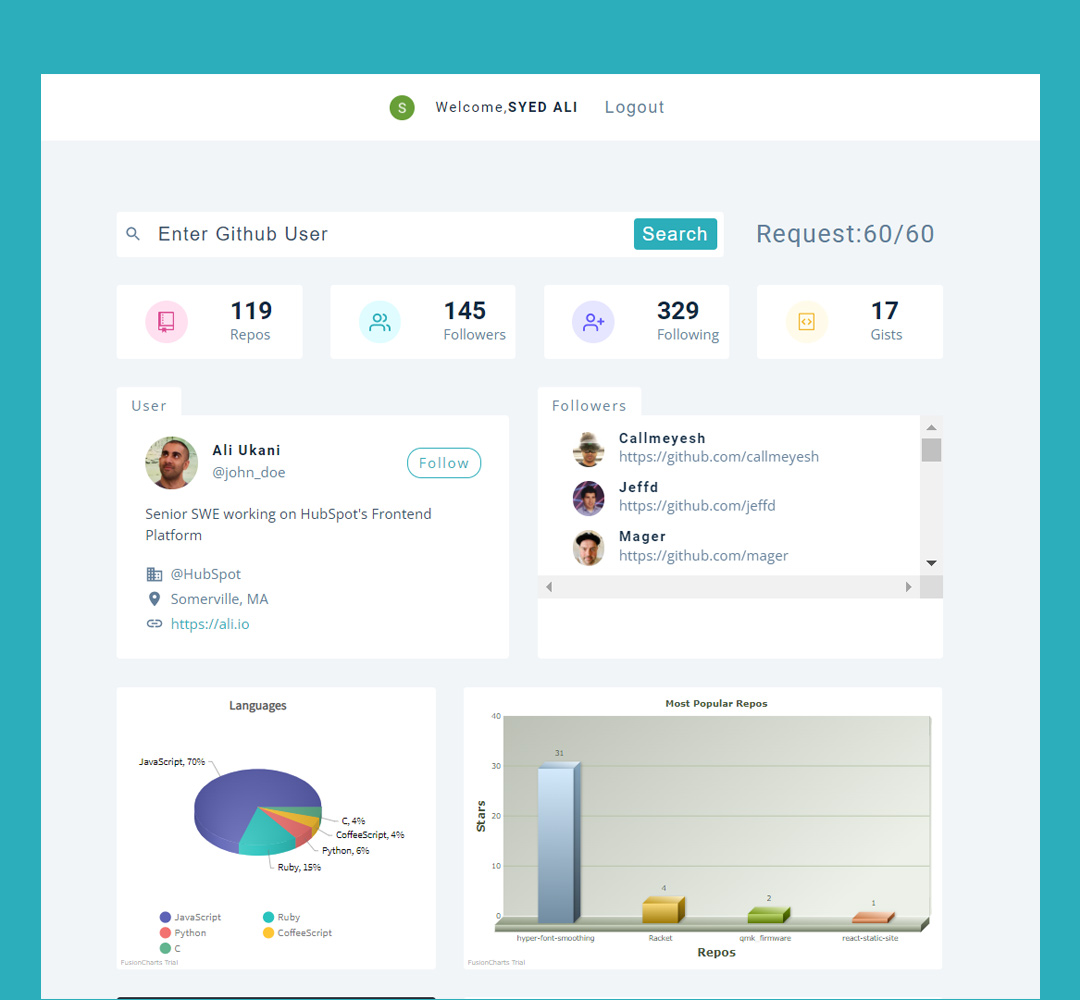 S
Welcome,SYED ALI
Logout
Enter Github User
Search
Request:60/60
119
Repos
145
Followers
329
Following
17
Gists
User
Ali Ukani
@john_doe
Follow
Senior SWE working on HubSpot's Frontend
Platform
@HubSpot
Somerville, MA
https://ali.io
Followers
Callmeyesh
https://github.com/callmeyesh
Jeffd
https://github.com/jeffd
Mager
https://github.com/mager
Languages
JavaScript, 70%
C, 4%
CoffeeScript, 4%
Python, 6%
Ruby, 15%
JavaScript
Ruby
Python
CoffeeScript
C
FusionCharts Trial
Most Popular Repos
40
30
20
10
0
Stars
31
4
2
1
hyper-font-smoothing
Racket
qmk_firmware
react-static-site
Repos
FusionCharts Trial